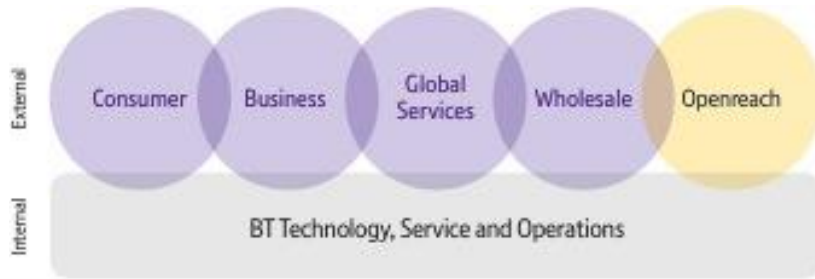 External
Consumer
Business
Global
Services
Wholesale
Openreach
Internal
BT Technology, Service and Operations